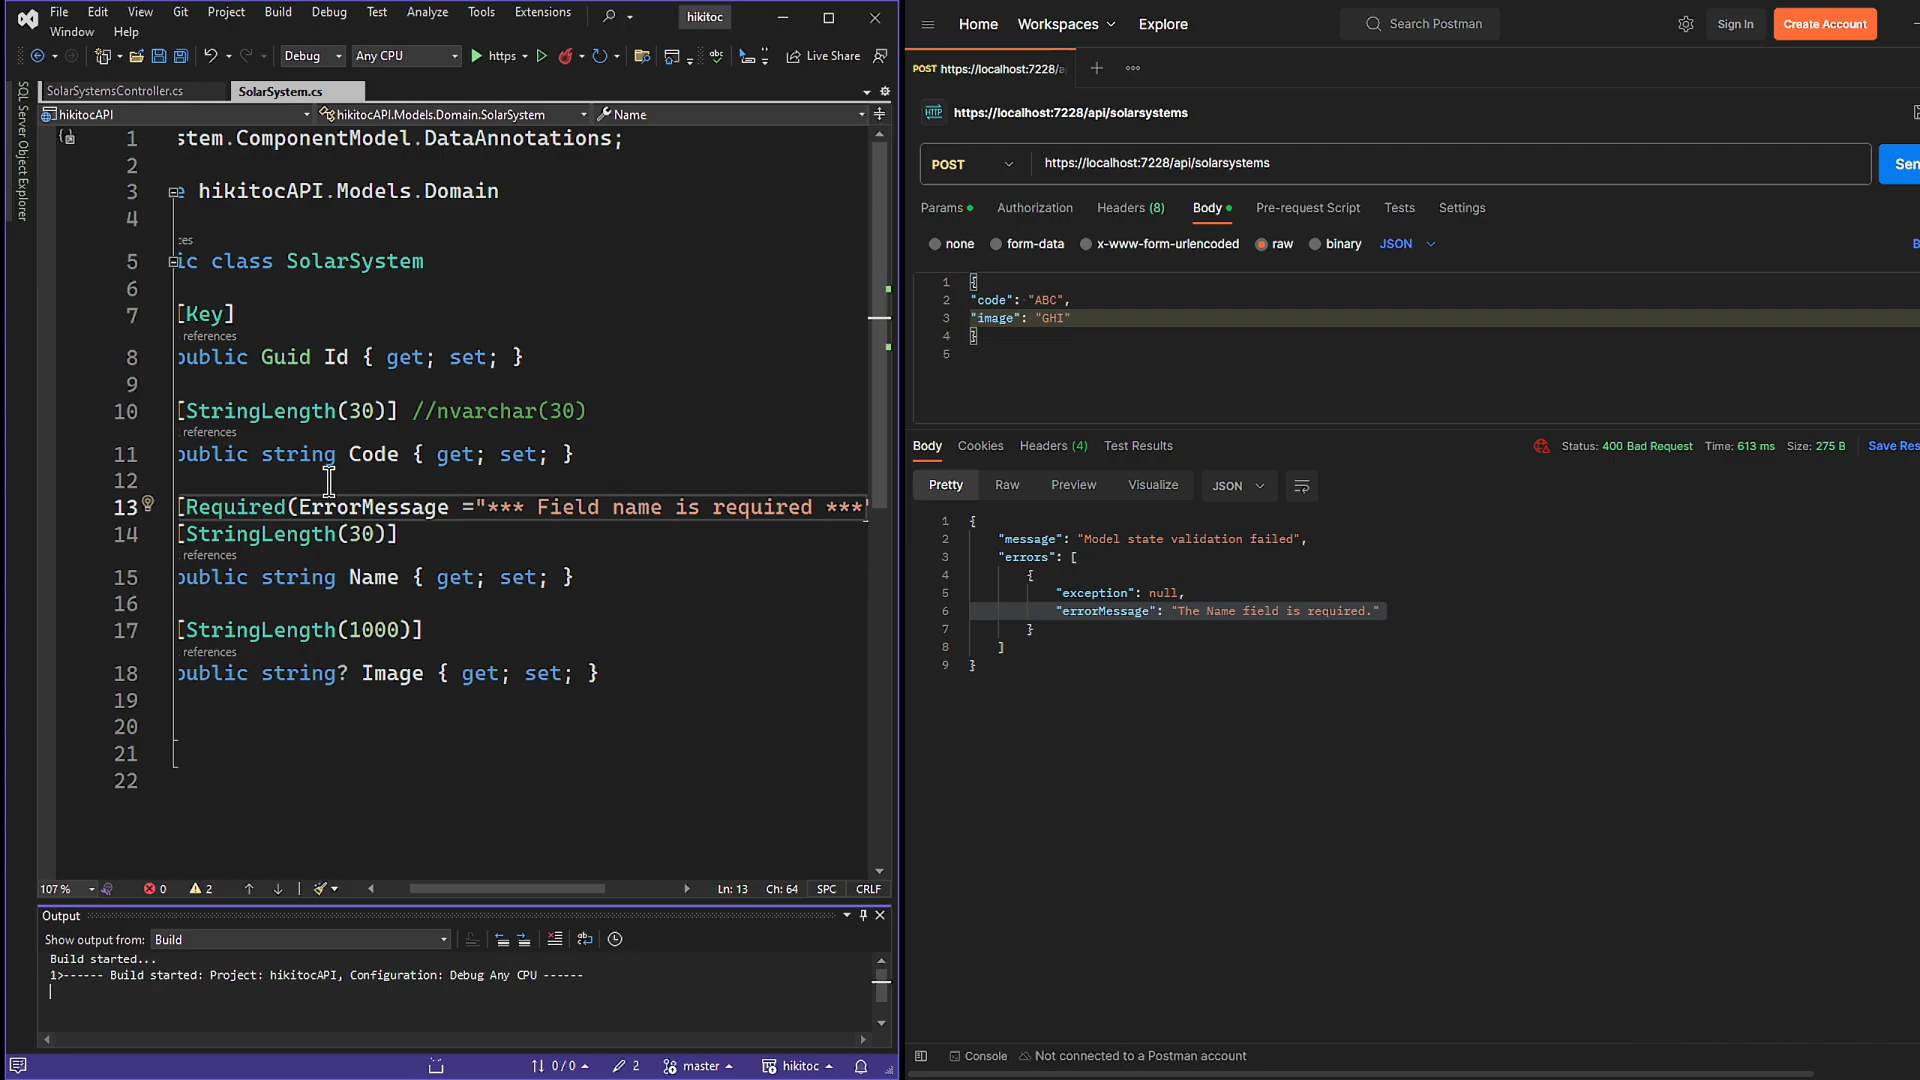 File Edit View Git Project Build Debug Test Analyze Tools Extensions
Window Help
hikitoc
Debug Any CPU https Live Share
SolarSystemsController.cs SolarSystem.cs
hikitocAPI hikitocAPI.Models.Domain.SolarSystem Name
SQL Server Object Explorer
1 stem.ComponentModel.DataAnnotations;
2
3 e hikitocAPI.Models.Domain
4
ces
5 ic class SolarSystem
6
7 [Key]
references
8 public Guid Id { get; set; }
9
10 [StringLength(30)] //nvarchar(30)
references
11 public string Code { get; set; }
12
13 [Required(ErrorMessage ="*** Field name is required ***"
14 [StringLength(30)]
references
15 public string Name { get; set; }
16
17 [StringLength(1000)]
references
18 public string? Image { get; set; }
19
20
21
22
107 % 0 2 Ln: 13 Ch: 64 SPC CRLF
Output
Show output from: Build
Build started...
1>------ Build started: Project: hikitocAPI, Configuration: Debug Any CPU ------
0 / 0 2 master hikitoc
Home Workspaces Explore Search Postman Sign In Create Account
POST https://localhost:7228/a
HTTP https://localhost:7228/api/solarsystems
POST https://localhost:7228/api/solarsystems Sen
Params Authorization Headers (8) Body Pre-request Script Tests Settings
none form-data x-www-form-urlencoded raw binary JSON B
1 {
2 "code": "ABC",
3 "image": "GHI"
4 }
5
Body Cookies Headers (4) Test Results Status: 400 Bad Request Time: 613 ms Size: 275 B Save Res
Pretty Raw Preview Visualize JSON
1 {
2 "message": "Model state validation failed",
3 "errors": [
4 {
5 "exception": null,
6 "errorMessage": "The Name field is required."
7 }
8 ]
9 }
Console Not connected to a Postman account